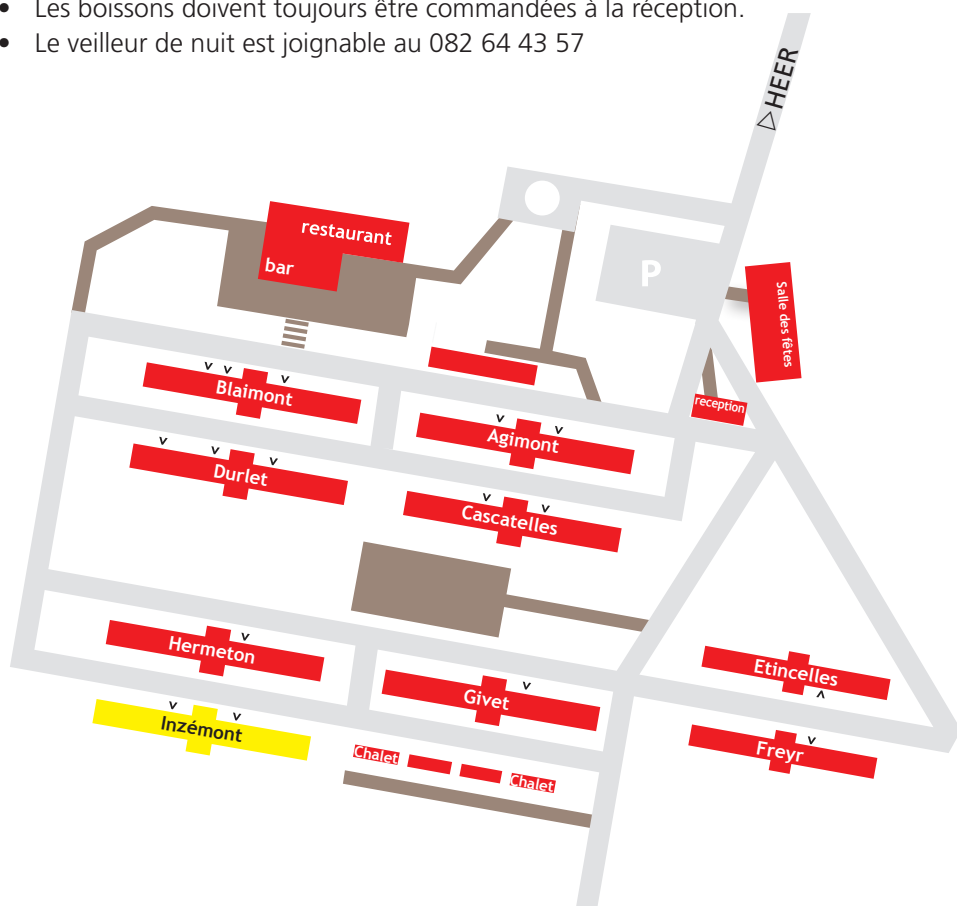 • Les boissons doivent toujours être commandées à la réception.
• Le veilleur de nuit est joignable au 082 64 43 57
▷HEER
restaurant
bar
P
Salle des fêtes
reception
Blaimont
Agimont
Durlet
Cascatelles
Hermeton
Etincelles
Givet
Inzémont
Freyr
Chalet
Chalet